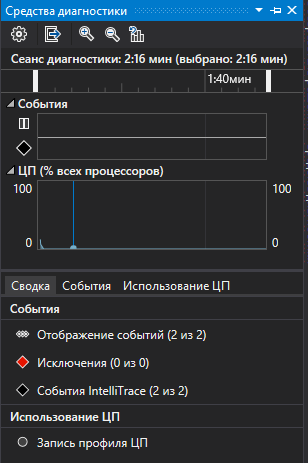 Средства диагностики
Сеанс диагностики: 2:16 мин (выбрано: 2:16 мин)
1:40мин
События
ЦП (% всех процессоров)
100 100
0 0
Сводка События Использование ЦП
События
Отображение событий (2 из 2)
Исключения (0 из 0)
События IntelliTrace (2 из 2)
Использование ЦП
Запись профиля ЦП